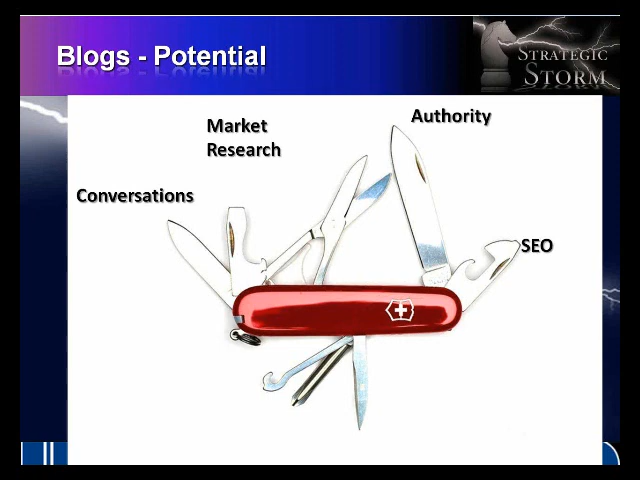 Blogs - Potential
STRATEGIC
STORM
Authority
Market
Research
Conversations
SEO